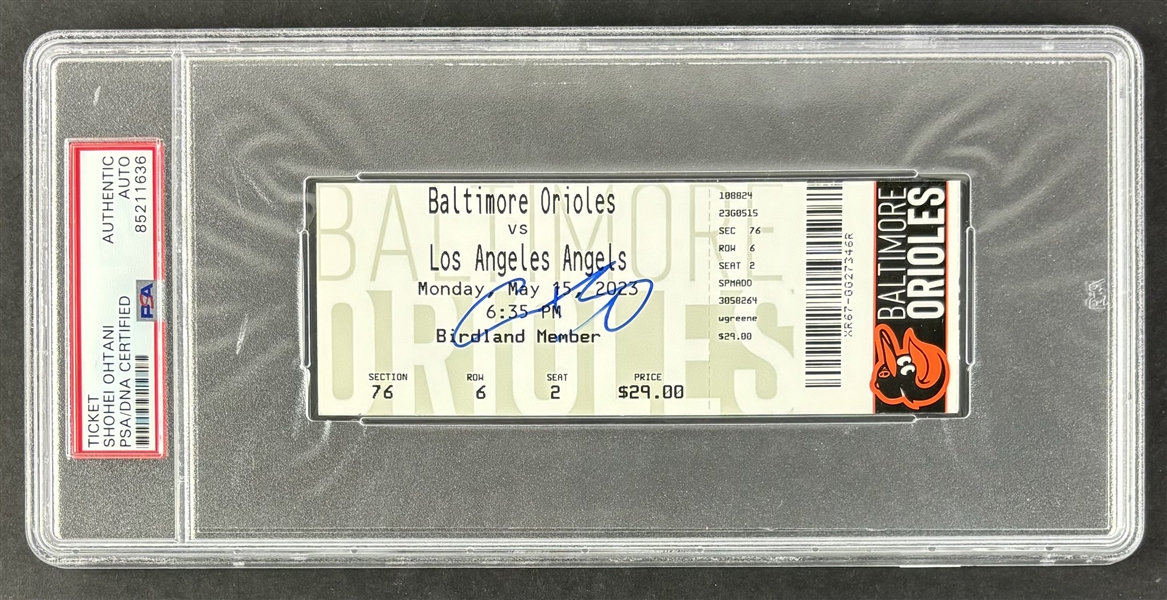 TICKET
SHOHEI OHTANI
PSA/DNA CERTIFIED
AUTHENTIC
AUTO
85211636
PSA
BALTIMORE
ORIOLES
Baltimore Orioles
vs
Los Angeles Angels
Monday, May 15, 2023
6:35 PM
Birdland Member
SECTION ROW SEAT PRICE
76 6 2 $29.00
108824
2360515
SEC 76
ROW 6
SEAT 2
SPMADD
3058264
wgreene
$29.00
XR67-GG27346R
BALTIMORE
ORIOLES